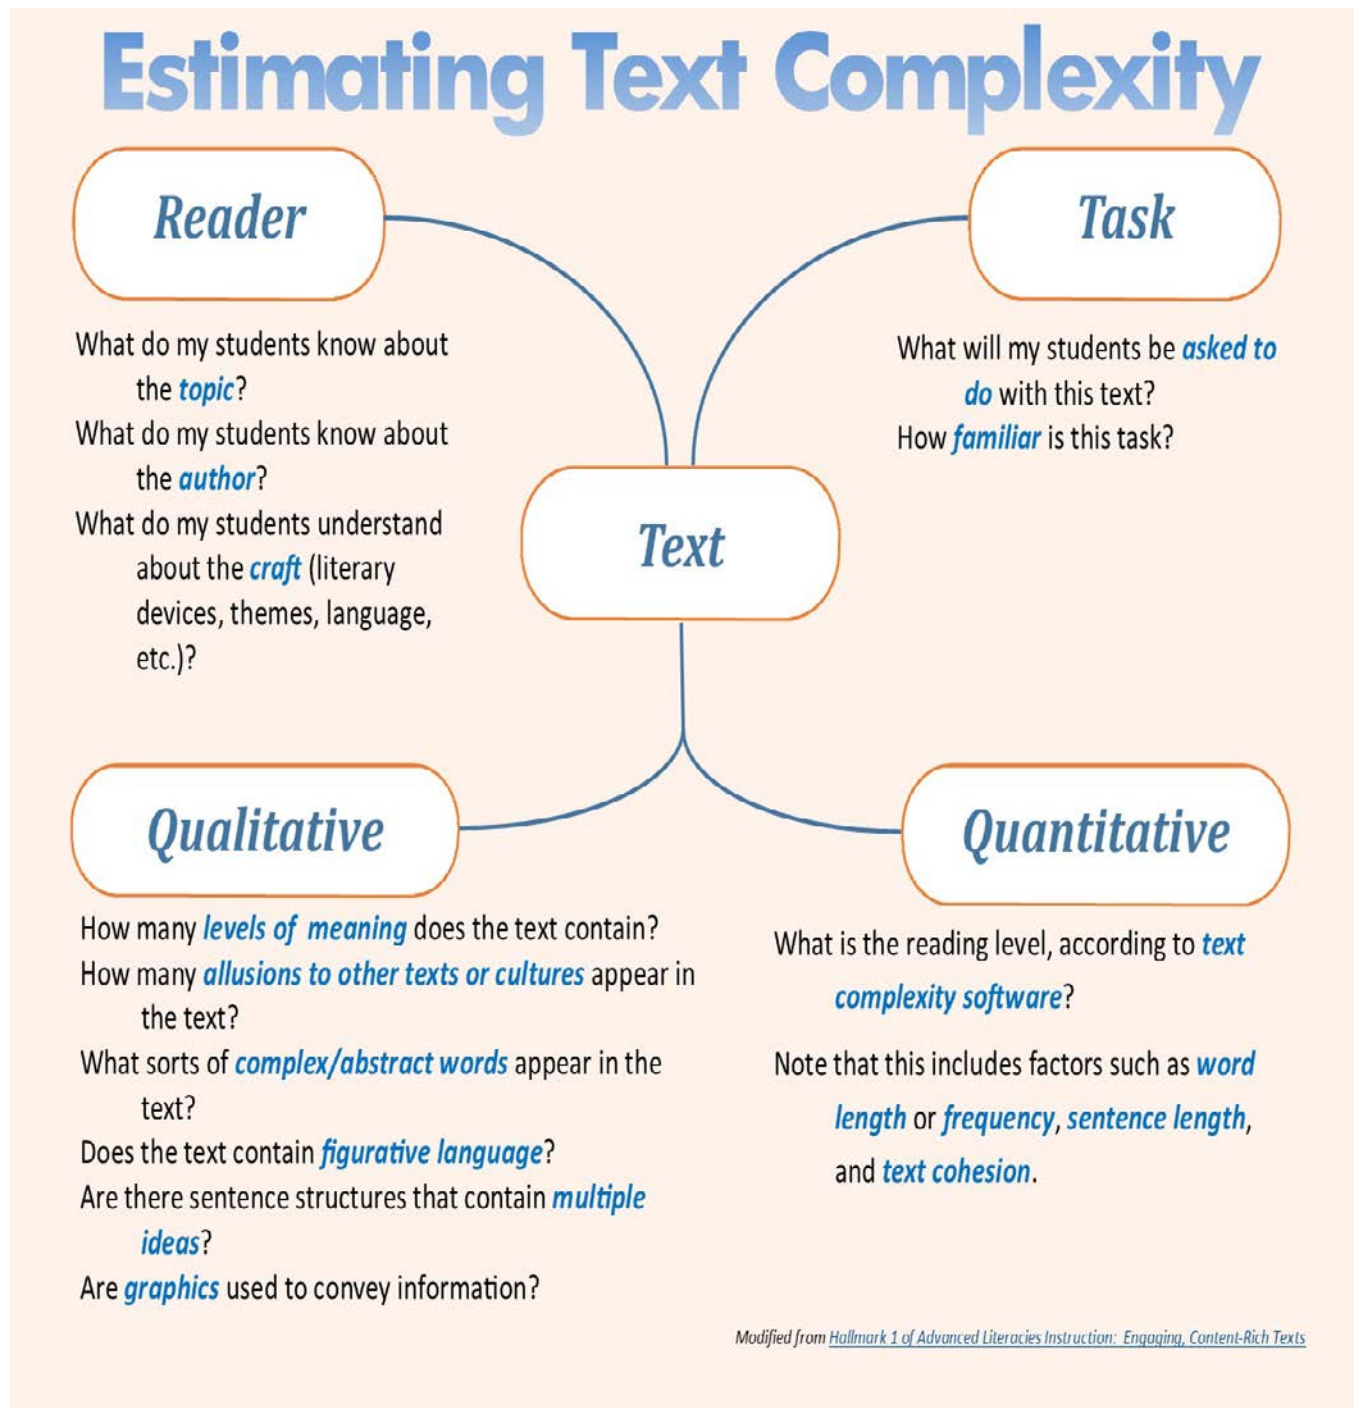 Estimating Text Complexity
Reader
What do my students know about
the topic?
What do my students know about
the author?
What do my students understand
about the craft (literary
devices, themes, language,
etc.)?
Task
What will my students be asked to
do with this text?
How familiar is this task?
Text
Qualitative
How many levels of meaning does the text contain?
How many allusions to other texts or cultures appear in
the text?
What sorts of complex/abstract words appear in the
text?
Does the text contain figurative language?
Are there sentence structures that contain multiple
ideas?
Are graphics used to convey information?
Quantitative
What is the reading level, according to text
complexity software?
Note that this includes factors such as word
length or frequency, sentence length,
and text cohesion.
Modified from Hallmark 1 of Advanced Literacies Instruction: Engaging, Content-Rich Texts